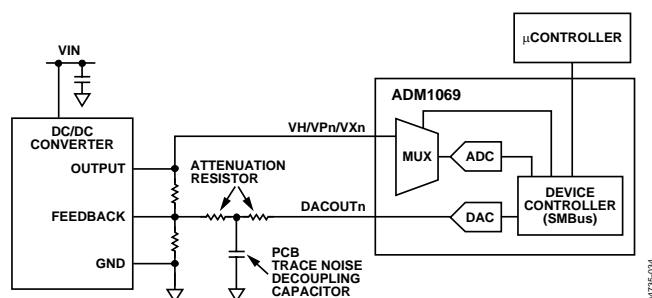 VIN
μCONTROLLER
DC/DC
CONVERTER
OUTPUT
FEEDBACK
GND
ATTENUATION
RESISTOR
PCB
TRACE NOISE
DECOUPLING
CAPACITOR
VH/VPn/VXn
DACOUTn
ADM1069
MUX
ADC
DAC
DEVICE
CONTROLLER
(SMBus)
04735-034